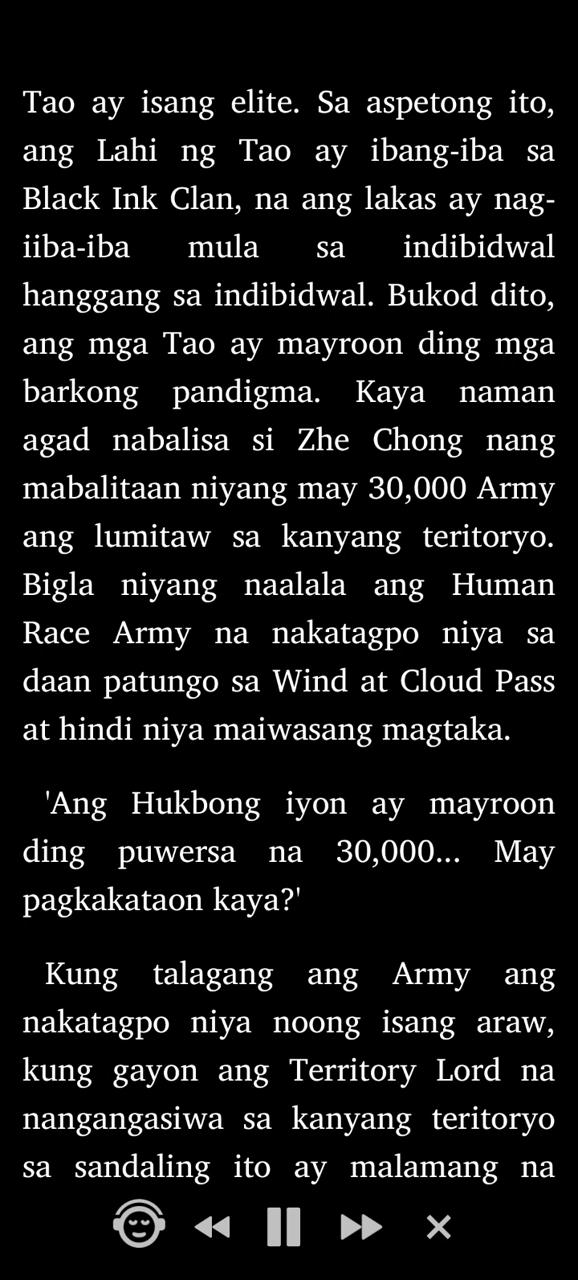 Tao ay isang elite. Sa aspetong ito,
ang Lahi ng Tao ay ibang-iba sa
Black Ink Clan, na ang lakas ay nag-
iiba-iba mula sa indibidwal
hanggang sa indibidwal. Bukod dito,
ang mga Tao ay mayroon ding mga
barkong pandigma. Kaya naman
agad nabalisa si Zhe Chong nang
mabalitaan niyang may 30,000 Army
ang lumitaw sa kanyang teritoryo.
Bigla niyang naalala ang Human
Race Army na nakatagpo niya sa
daan patungo sa Wind at Cloud Pass
at hindi niya maiwasang magtaka.
'Ang Hukbong iyon ay mayroon
ding puwersa na 30,000... May
pagkakataon kaya?'
Kung talagang ang Army ang
nakatagpo niya noong isang araw,
kung gayon ang Territory Lord na
nangangasiwa sa kanyang teritoryo
sa sandaling ito ay malamang na